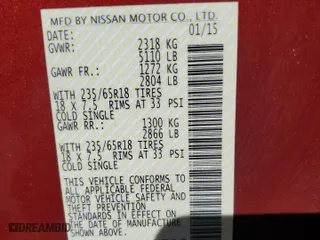 MFD BY NISSAN MOTOR CO., LTD.
DATE: 01/15
GVWR: 2318 KG
5110 LB
GAWR FR.: 1272 KG
2804 LB
WITH 235/65R18 TIRES
18 X 7.5 RIMS AT 33 PSI
COLD SINGLE
GAWR RR.: 1300 KG
2866 LB
WITH 235/65R18 TIRES
18 X 7.5 RIMS AT 33 PSI
COLD SINGLE
THIS VEHICLE CONFORMS TO
ALL APPLICABLE FEDERAL
MOTOR VEHICLE SAFETY AND
THEFT PREVENTION
STANDARDS IN EFFECT ON
THE DATE OF MANUFACTURE
SHOWN ABOVE.
DREAMBID